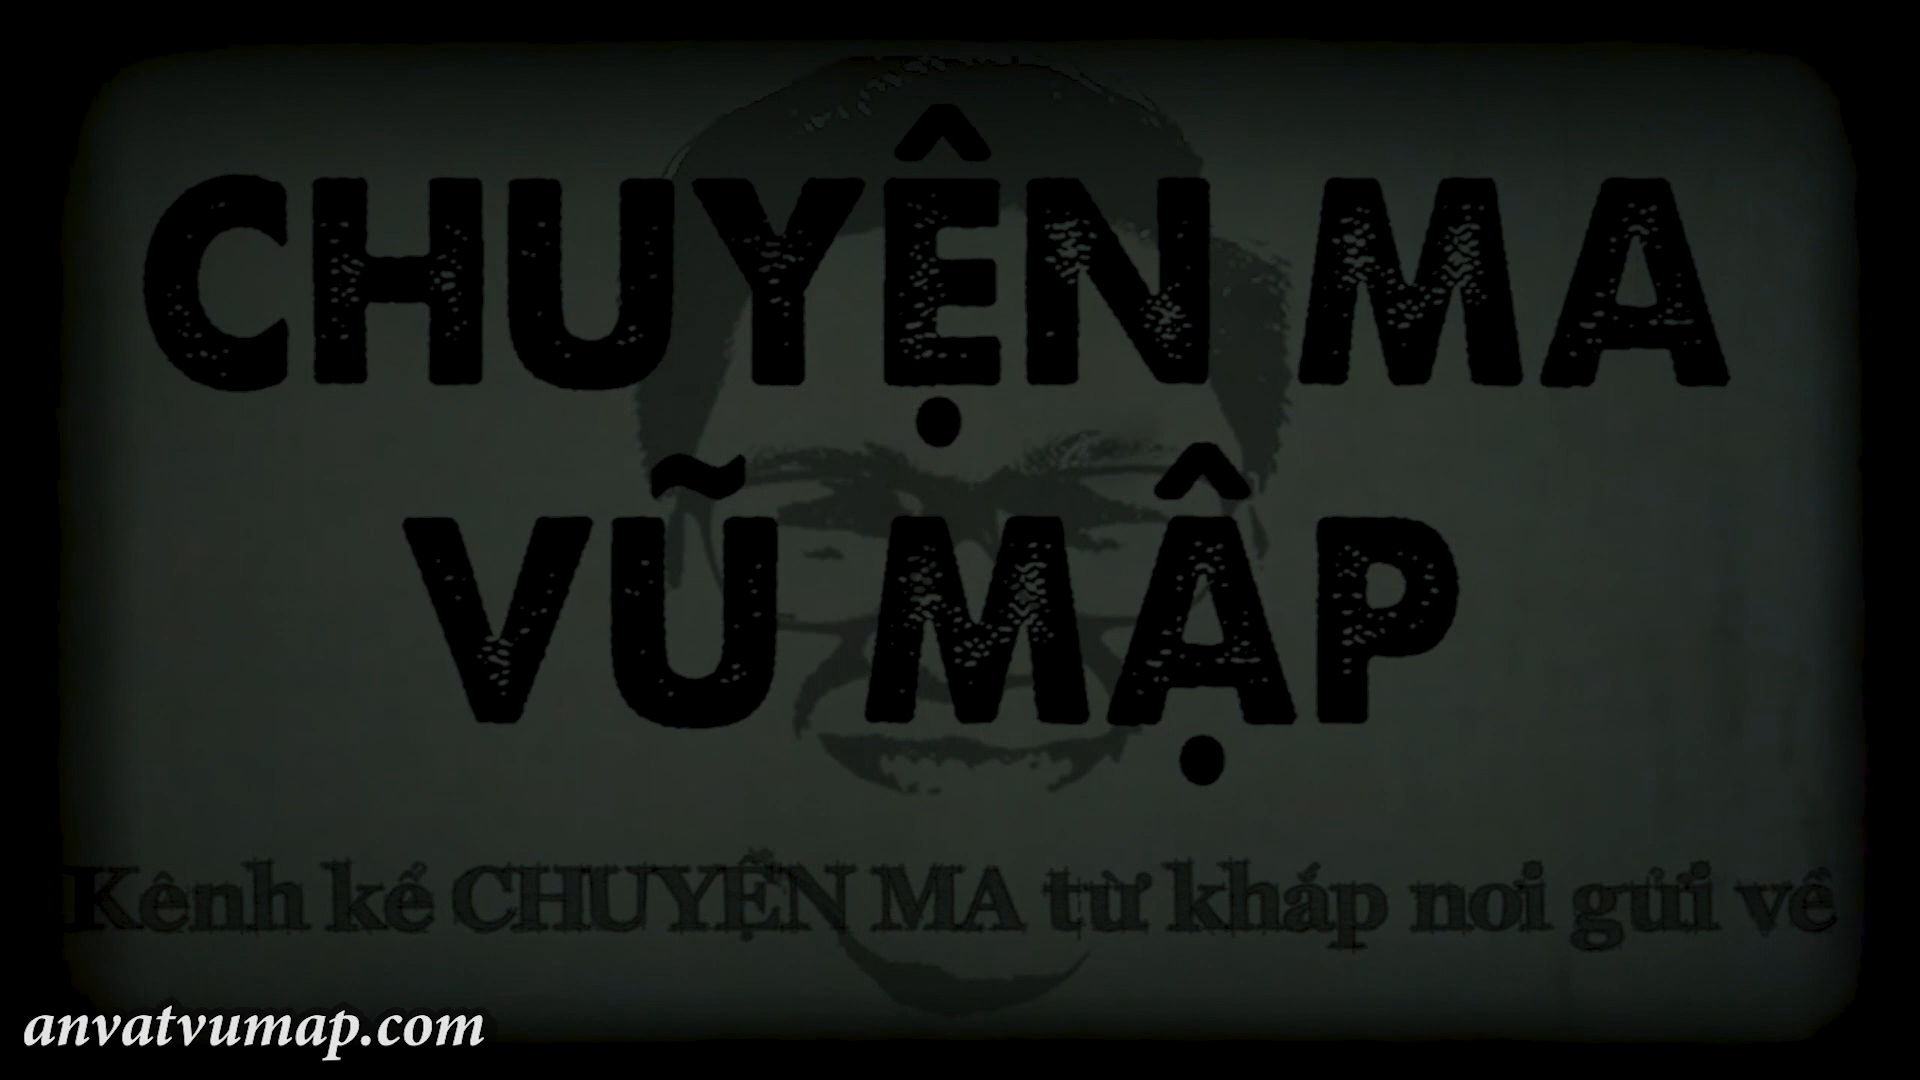 CHUYỆN MA
VŨ MẬP
Kênh kể CHUYỆN MA từ khắp nơi gửi về
anvatvumap.com